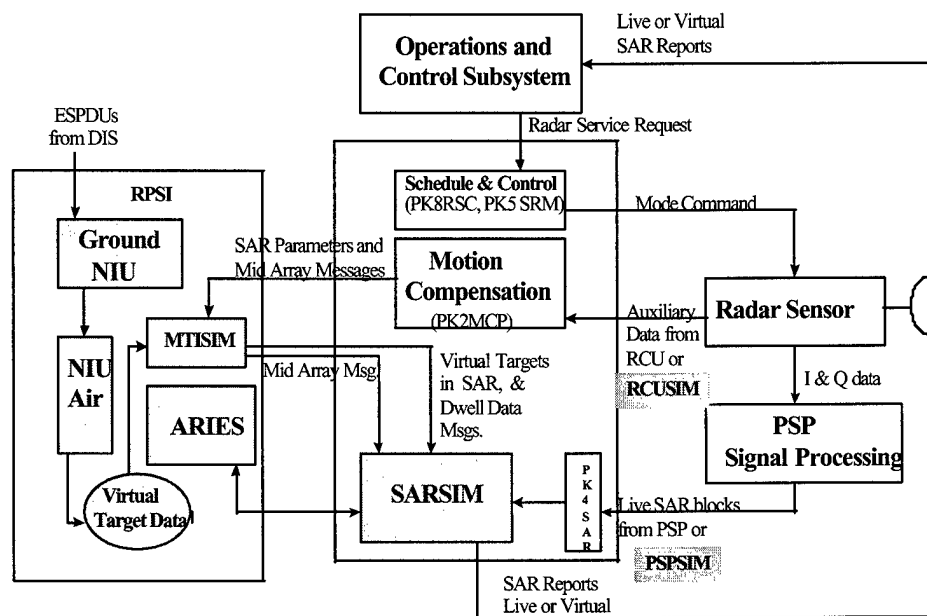 Live or Virtual
SAR Reports
Operations and
Control Subsystem
ESPDUs
from DIS
Radar Service Request
RPSI
Schedule & Control
(PK8RSC, PK5 SRM)
Mode Command
Ground
NIU
SAR Parameters and
Mid Array Messages
Motion
Compensation
(PK2MCP)
Radar Sensor
Auxiliary
Data from
RCU or
RCUSIM
MTISIM
NIU
Air
Mid Array Msg
Virtual Targets
in SAR, &
Dwell Data
Msgs.
I & Q data
ARIES
PSP
Signal Processing
SARSIM
P
K
4
S
A
R
Virtual
Target Data
Live SAR blocks
from PSP or
PSPSIM
SAR Reports
Live or Virtual